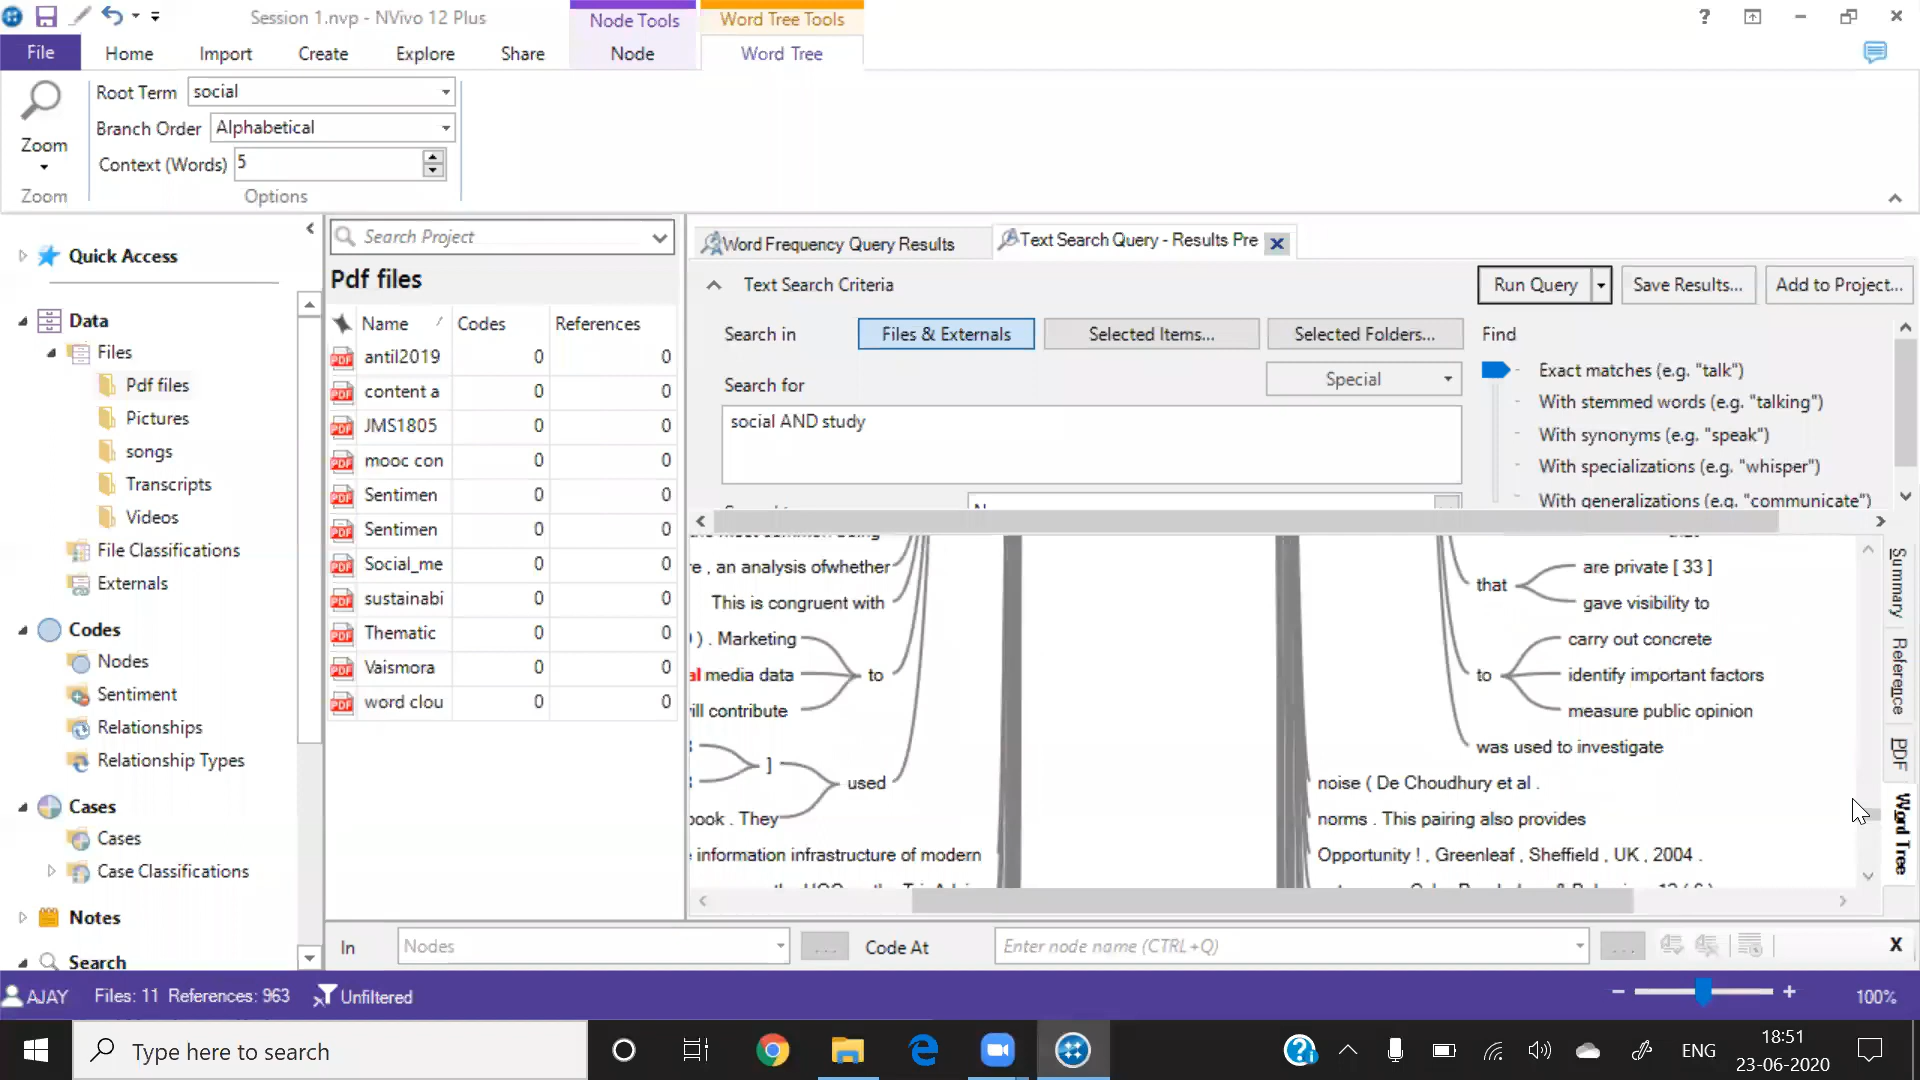 Session 1.nvp - NVivo 12 Plus
Node Tools
Word Tree Tools
?
File
Home
Import
Create
Explore
Share
Node
Word Tree
Root Term
social
Branch Order
Alphabetical
Context (Words)
5
Zoom
Zoom
Options
Quick Access
Data
Files
Pdf files
Pictures
songs
Transcripts
Videos
File Classifications
Externals
Codes
Nodes
Sentiment
Relationships
Relationship Types
Cases
Cases
Case Classifications
Notes
Search
Search Project
Pdf files
Name
Codes
References
PDF antil2019 0 0
PDF content a 0 0
PDF JMS1805 0 0
PDF mooc con 0 0
PDF Sentimen 0 0
PDF Sentimen 0 0
PDF Social_me 0 0
PDF sustainabi 0 0
PDF Thematic 0 0
PDF Vaismora 0 0
PDF word clou 0 0
Word Frequency Query Results
Text Search Query - Results Pre
Text Search Criteria
Run Query
Save Results...
Add to Project...
Search in
Files & Externals
Selected Items...
Selected Folders...
Find
Search for
Special
social AND study
Exact matches (e.g. "talk")
With stemmed words (e.g. "talking")
With synonyms (e.g. "speak")
With specializations (e.g. "whisper")
With generalizations (e.g. "communicate")
re , an analysis ofwhether
This is congruent with
) . Marketing
al media data
to
ill contribute
]
used
book . They
information infrastructure of modern
that
are private [ 33 ]
gave visibility to
carry out concrete
to
identify important factors
measure public opinion
was used to investigate
noise ( De Choudhury et al .
norms . This pairing also provides
Opportunity ! , Greenleaf , Sheffield , UK , 2004 .
Summary
Reference
PDF
Word Tree
In
Nodes
...
Code At
Enter node name (CTRL+Q)
...
X
AJAY
Files: 11 References: 963
Unfiltered
100%
Type here to search
ENG
18:51
23-06-2020